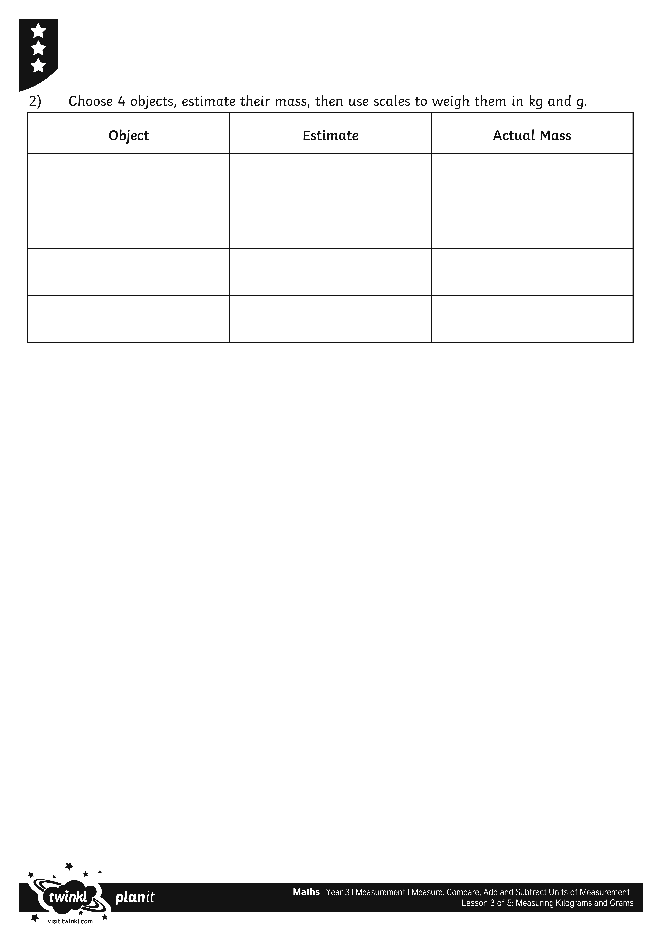 2) Choose 4 objects, estimate their mass, then use scales to weigh them in kg and g.
Object Estimate Actual Mass
twinkl planit
visit twinkl.com
Maths Year 3 | Measurement | Measure, Compare, Add and Subtract Units of Measurement
Lesson 3 of 5: Measuring Kilograms and Grams